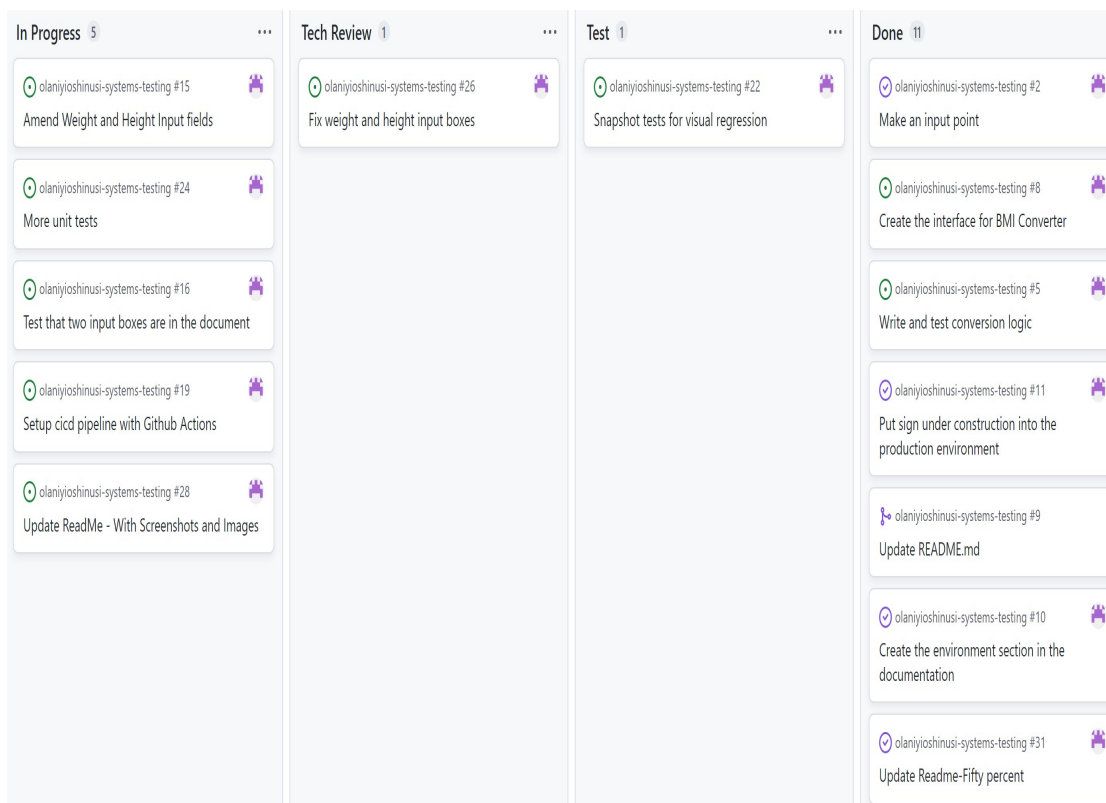 In Progress 5
olaniyioshinusi-systems-testing #15
Amend Weight and Height Input fields
olaniyioshinusi-systems-testing #24
More unit tests
olaniyioshinusi-systems-testing #16
Test that two input boxes are in the document
olaniyioshinusi-systems-testing #19
Setup cicd pipeline with Github Actions
olaniyioshinusi-systems-testing #28
Update ReadMe - With Screenshots and Images
Tech Review 1
olaniyioshinusi-systems-testing #26
Fix weight and height input boxes
Test 1
olaniyioshinusi-systems-testing #22
Snapshot tests for visual regression
Done 11
olaniyioshinusi-systems-testing #2
Make an input point
olaniyioshinusi-systems-testing #8
Create the interface for BMI Converter
olaniyioshinusi-systems-testing #5
Write and test conversion logic
olaniyioshinusi-systems-testing #11
Put sign under construction into the
production environment
olaniyioshinusi-systems-testing #9
Update README.md
olaniyioshinusi-systems-testing #10
Create the environment section in the
documentation
olaniyioshinusi-systems-testing #31
Update Readme-Fifty percent